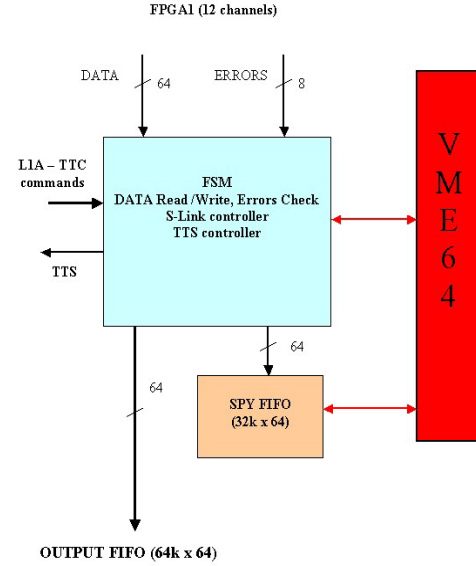 FPGA1 (12 channels)
DATA
64
ERRORS
8
L1A – TTC
commands
FSM
DATA Read /Write, Errors Check
S-Link controller
TTS controller
TTS
V
M
E
6
4
64
64
SPY FIFO
(32k x 64)
OUTPUT FIFO (64k x 64)